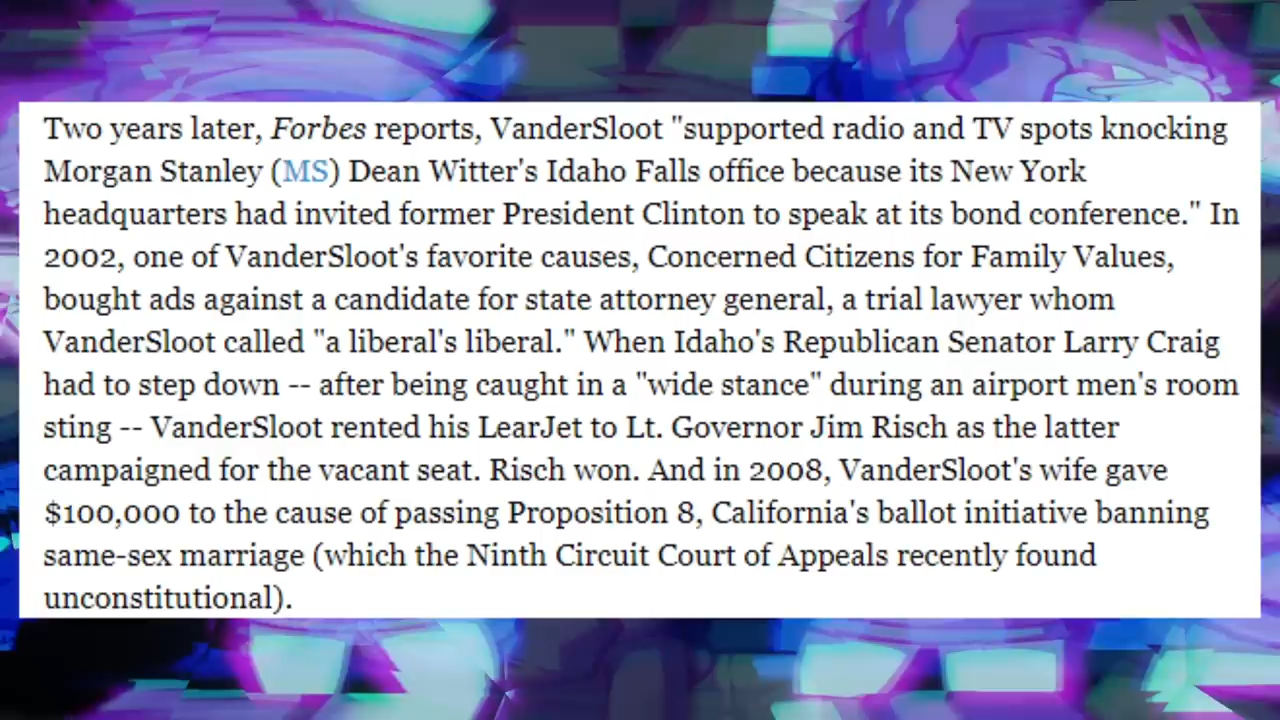 Two years later, Forbes reports, VanderSloot "supported radio and TV spots knocking
Morgan Stanley (MS) Dean Witter's Idaho Falls office because its New York
headquarters had invited former President Clinton to speak at its bond conference." In
2002, one of VanderSloot's favorite causes, Concerned Citizens for Family Values,
bought ads against a candidate for state attorney general, a trial lawyer whom
VanderSloot called "a liberal's liberal." When Idaho's Republican Senator Larry Craig
had to step down -- after being caught in a "wide stance" during an airport men's room
sting -- VanderSloot rented his LearJet to Lt. Governor Jim Risch as the latter
campaigned for the vacant seat. Risch won. And in 2008, VanderSloot's wife gave
$100,000 to the cause of passing Proposition 8, California's ballot initiative banning
same-sex marriage (which the Ninth Circuit Court of Appeals recently found
unconstitutional).